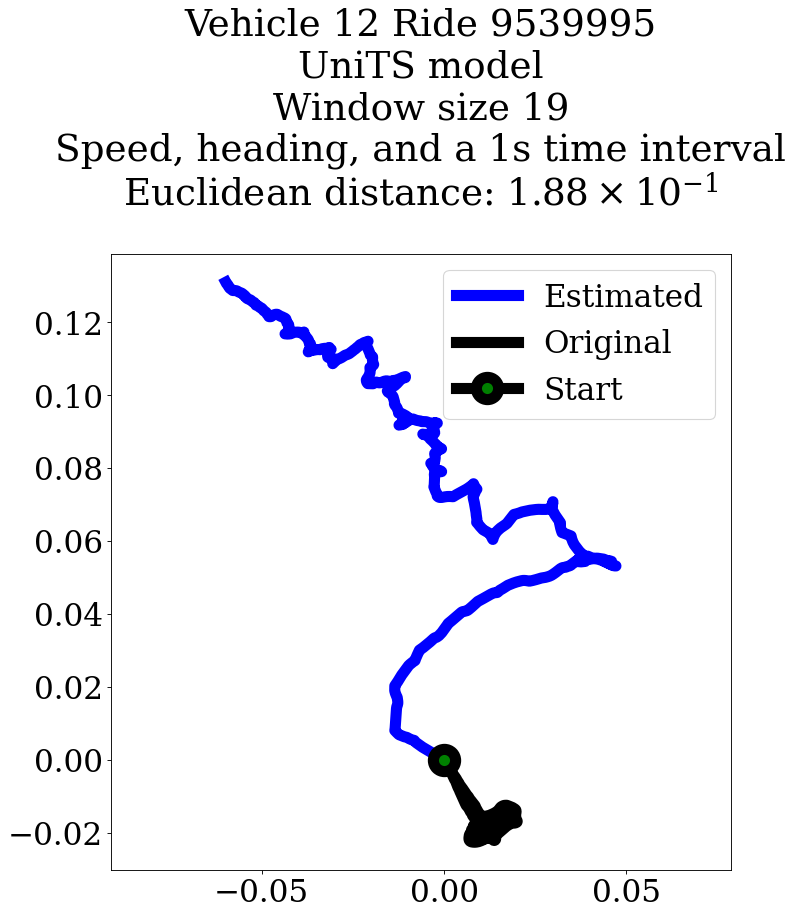 Vehicle 12 Ride 9539995
UniTS model
Window size 19
Speed, heading, and a 1s time interval
Euclidean distance: 1.88 × 10⁻¹
Estimated
Original
Start
0.12
0.10
0.08
0.06
0.04
0.02
0.00
−0.02
−0.05
0.00
0.05